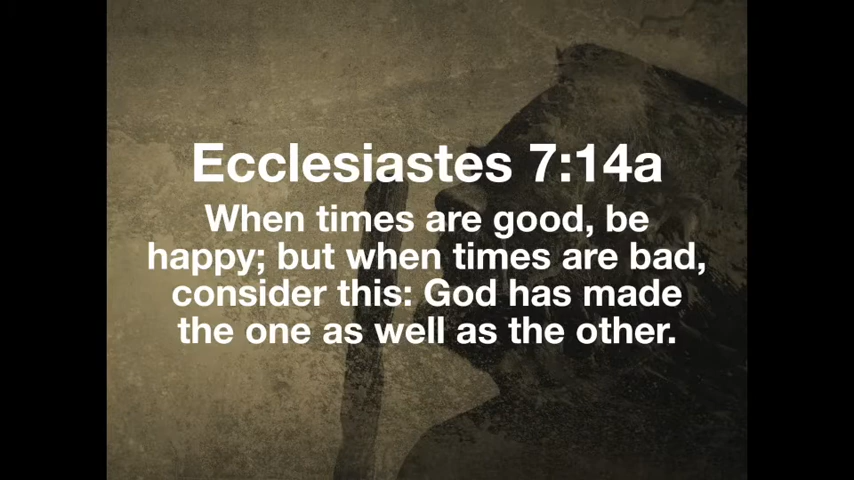 Ecclesiastes 7:14a
When times are good, be
happy; but when times are bad,
consider this: God has made
the one as well as the other.